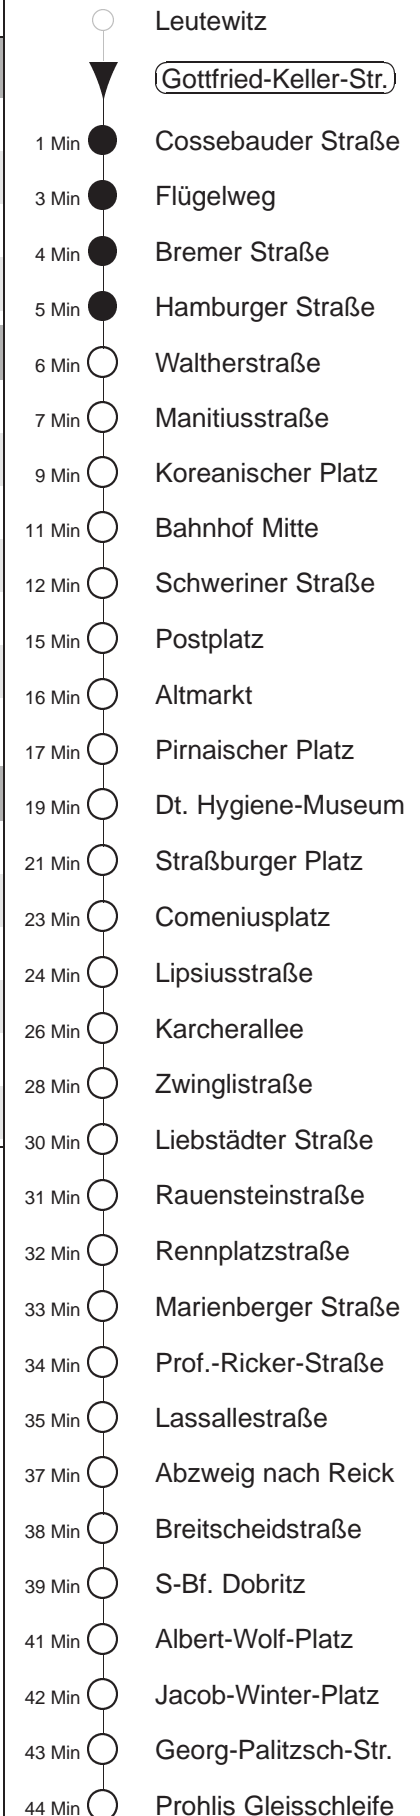 Leutewitz
Gottfried-Keller-Str.
1 Min Cossebauder Straße
3 Min Flügelweg
4 Min Bremer Straße
5 Min Hamburger Straße
6 Min Waltherstraße
7 Min Manitiusstraße
9 Min Koreanischer Platz
11 Min Bahnhof Mitte
12 Min Schweriner Straße
15 Min Postplatz
16 Min Altmarkt
17 Min Pirnaischer Platz
19 Min Dt. Hygiene-Museum
21 Min Straßburger Platz
23 Min Comeniusplatz
24 Min Lipsiusstraße
26 Min Karcherallee
28 Min Zwinglistraße
30 Min Liebstädter Straße
31 Min Rauensteinstraße
32 Min Rennplatzstraße
33 Min Marienberger Straße
34 Min Prof.-Ricker-Straße
35 Min Lassallestraße
37 Min Abzweig nach Reick
38 Min Breitscheidstraße
39 Min S-Bf. Dobritz
41 Min Albert-Wolf-Platz
42 Min Jacob-Winter-Platz
43 Min Georg-Palitzsch-Str.
44 Min Prohlis Gleisschleife